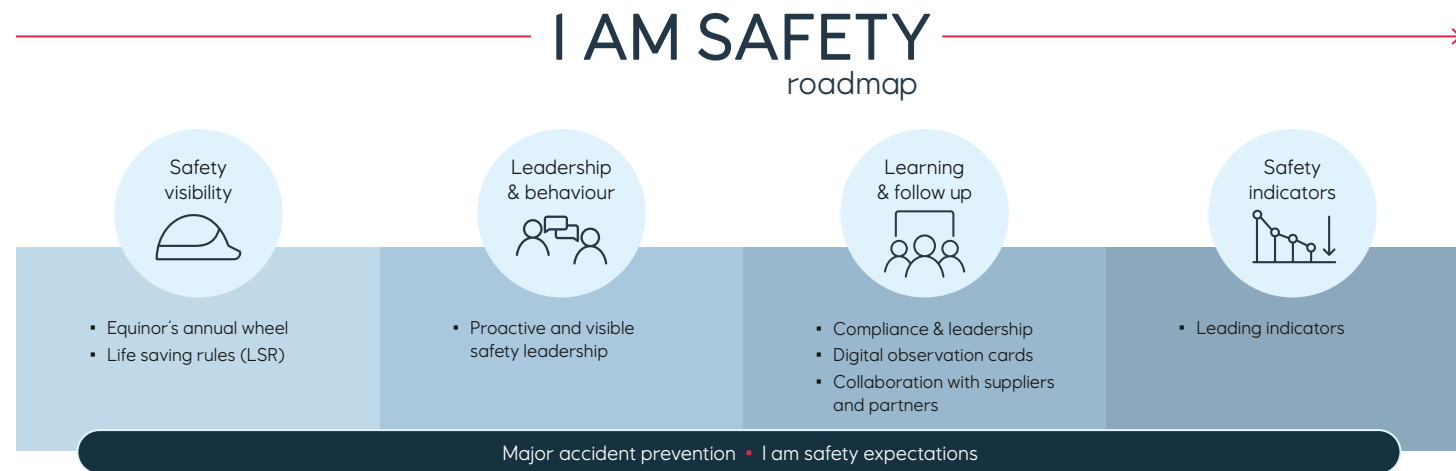 I AM SAFETY
roadmap
Safety
visibility
Leadership
& behaviour
Learning
& follow up
Safety
indicators
▪ Equinor´s annual wheel
▪ Life saving rules (LSR)
▪ Proactive and visible
safety leadership
▪ Compliance & leadership
▪ Digital observation cards
▪ Collaboration with suppliers
and partners
▪ Leading indicators
Major accident prevention ▪ I am safety expectations